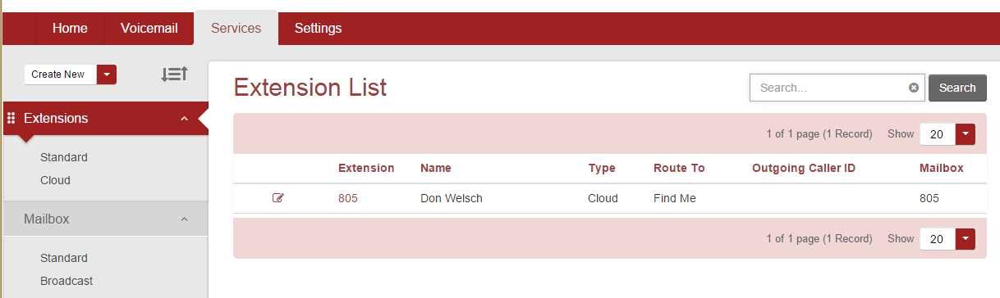 Home Voicemail Services Settings
Create New
Extensions
Standard
Cloud
Mailbox
Standard
Broadcast
Extension List
Search... Search
1 of 1 page (1 Record) Show 20
Extension Name Type Route To Outgoing Caller ID Mailbox
805 Don Welsch Cloud Find Me 805
1 of 1 page (1 Record) Show 20